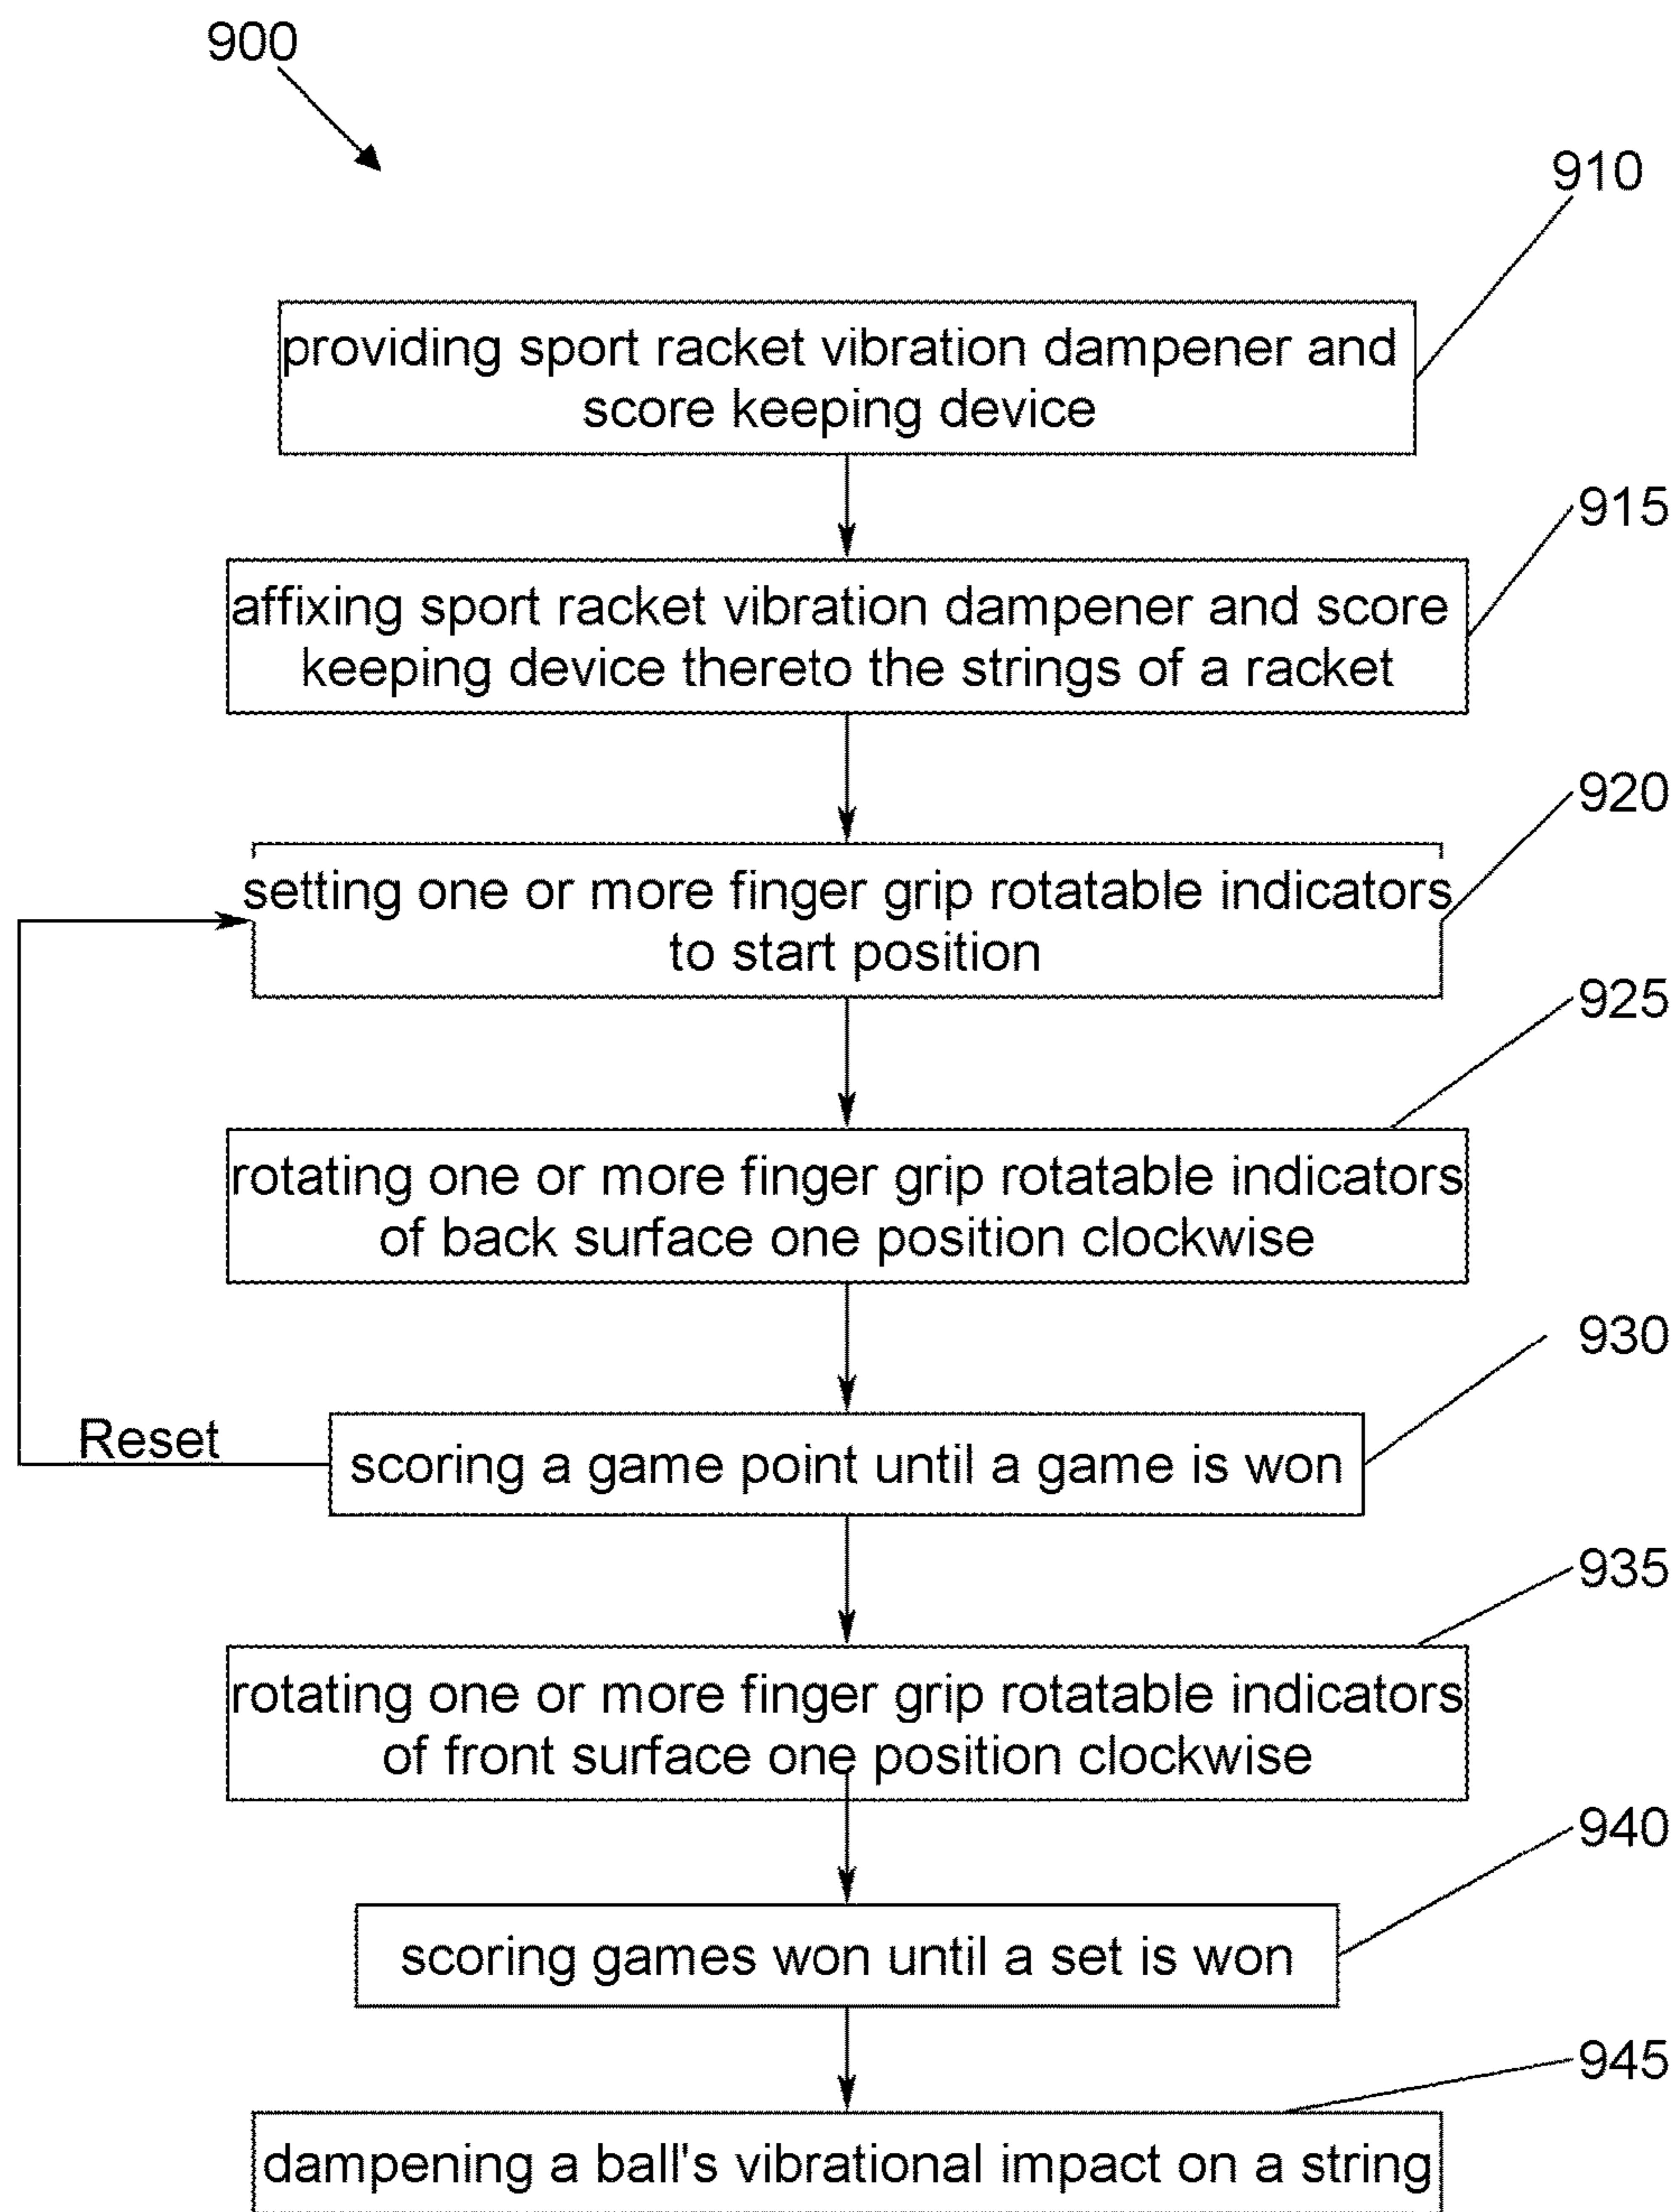 900
910
providing sport racket vibration dampener and
score keeping device
915
affixing sport racket vibration dampener and score
keeping device thereto the strings of a racket
920
setting one or more finger grip rotatable indicators
to start position
925
rotating one or more finger grip rotatable indicators
of back surface one position clockwise
930
Reset
scoring a game point until a game is won
935
rotating one or more finger grip rotatable indicators
of front surface one position clockwise
940
scoring games won until a set is won
945
dampening a ball's vibrational impact on a string